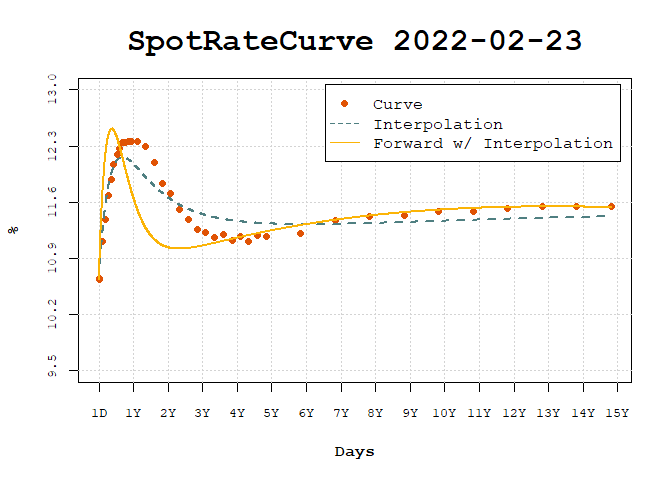 SpotRateCurve 2022-02-23
Curve
Interpolation
Forward w/ Interpolation
%
13.0
12.3
11.6
10.9
10.2
9.5
1D 1Y 2Y 3Y 4Y 5Y 6Y 7Y 8Y 9Y 10Y 11Y 12Y 13Y 14Y 15Y
Days